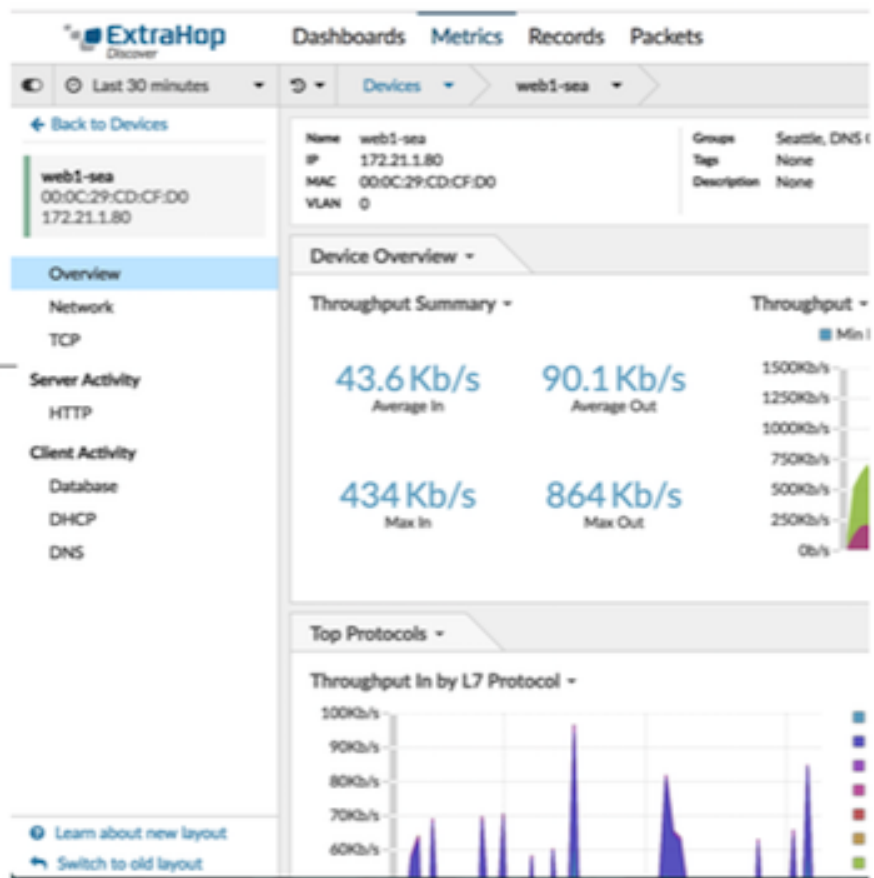 ExtraHop
Discover
Dashboards Metrics Records Packets
Last 30 minutes
Devices
web1-sea
Back to Devices
web1-sea
00:0C:29:CD:CF:D0
172.21.1.80
Overview
Network
TCP
Server Activity
HTTP
Client Activity
Database
DHCP
DNS
Learn about new layout
Switch to old layout
Name web1-sea
IP 172.21.1.80
MAC 00:0C:29:CD:CF:D0
VLAN 0
Groups Seattle, DNS
Tags None
Description None
Device Overview
Throughput Summary
43.6 Kb/s
Average In
90.1 Kb/s
Average Out
434 Kb/s
Max In
864 Kb/s
Max Out
Throughput
Min
1500Kb/s
1250Kb/s
1000Kb/s
750Kb/s
500Kb/s
250Kb/s
0b/s
Top Protocols
Throughput In by L7 Protocol
100Kb/s
90Kb/s
80Kb/s
70Kb/s
60Kb/s